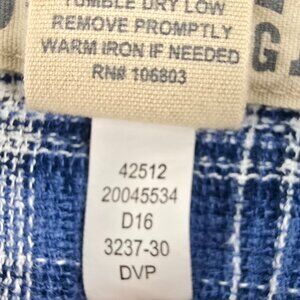 TUMBLE DRY LOW
REMOVE PROMPTLY
WARM IRON IF NEEDED
RN# 106803
42512
20045534
D16
3237-30
DVP